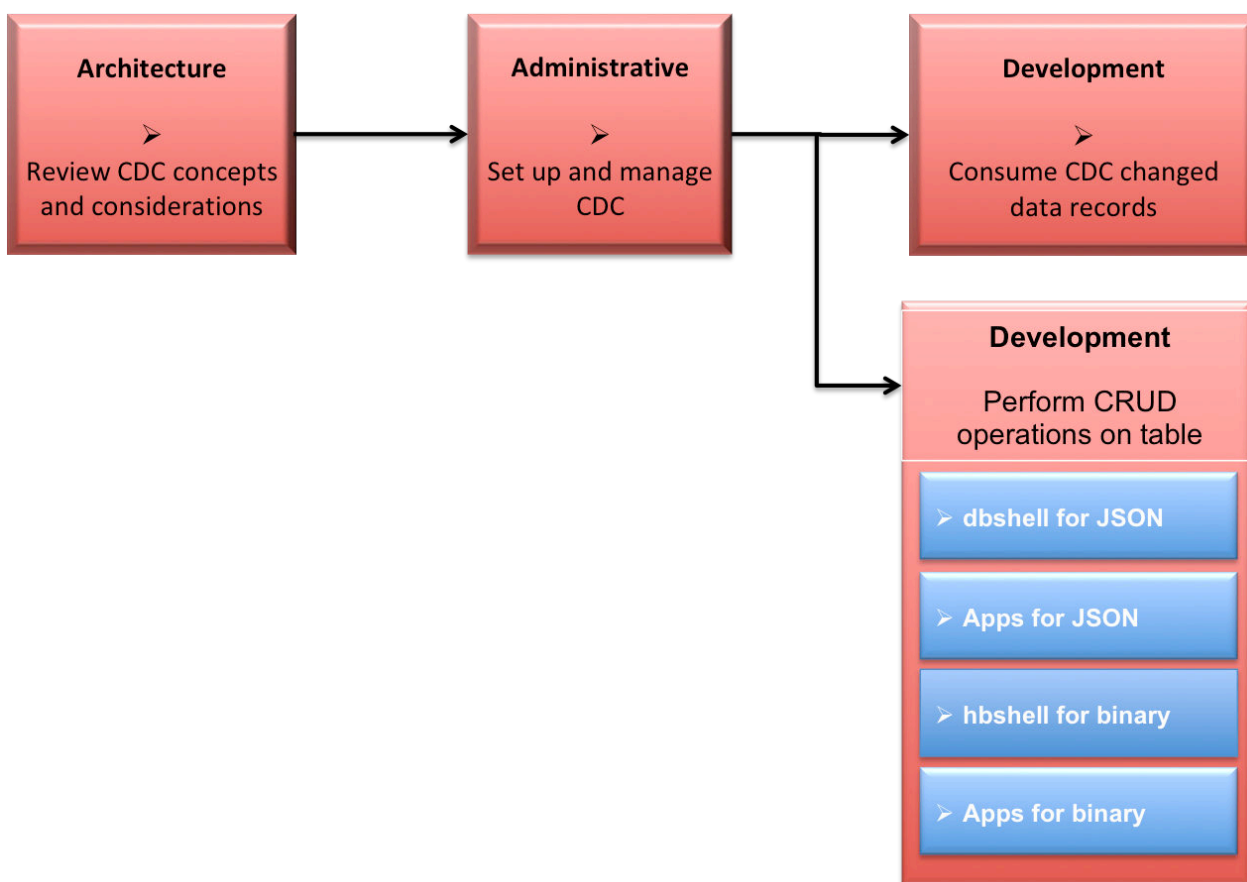 Architecture
➢
Review CDC concepts
and considerations
Administrative
➢
Set up and manage
CDC
Development
➢
Consume CDC changed
data records
Development
Perform CRUD
operations on table
➢ dbshell for JSON
➢ Apps for JSON
➢ hbshell for binary
➢ Apps for binary